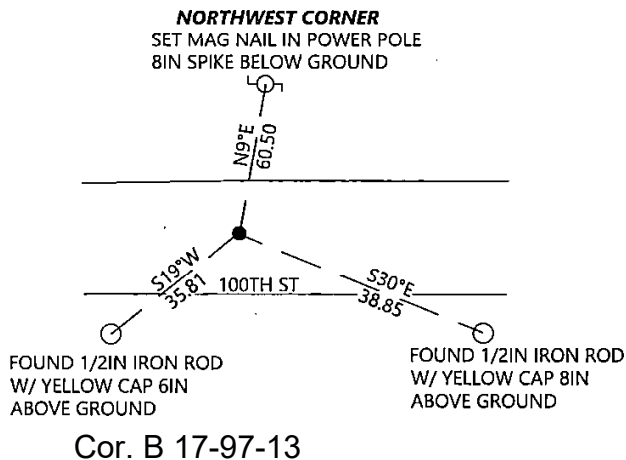 NORTHWEST CORNER
SET MAG NAIL IN POWER POLE
8IN SPIKE BELOW GROUND
N9°E
60.50
S19°W
35.81
100TH ST
S30°E
38.85
FOUND 1/2IN IRON ROD
W/ YELLOW CAP 6IN
ABOVE GROUND
FOUND 1/2IN IRON ROD
W/ YELLOW CAP 8IN
ABOVE GROUND
Cor. B 17-97-13